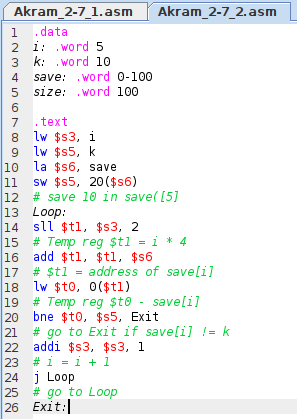 Akram_2-7_1.asm Akram_2-7_2.asm
1 .data
2 i: .word 5
3 k: .word 10
4 save: .word 0-100
5 size: .word 100
6
7 .text
8 lw $s3, i
9 lw $s5, k
10 la $s6, save
11 sw $s5, 20($s6)
12 # save 10 in save([5]
13 Loop:
14 sll $t1, $s3, 2
15 # Temp reg $t1 = i * 4
16 add $t1, $t1, $s6
17 # $t1 = address of save[i]
18 lw $t0, 0($t1)
19 # Temp reg $t0 - save[i]
20 bne $t0, $s5, Exit
21 # go to Exit if save[i] != k
22 addi $s3, $s3, 1
23 # i = i + 1
24 j Loop
25 # go to Loop
26 Exit: